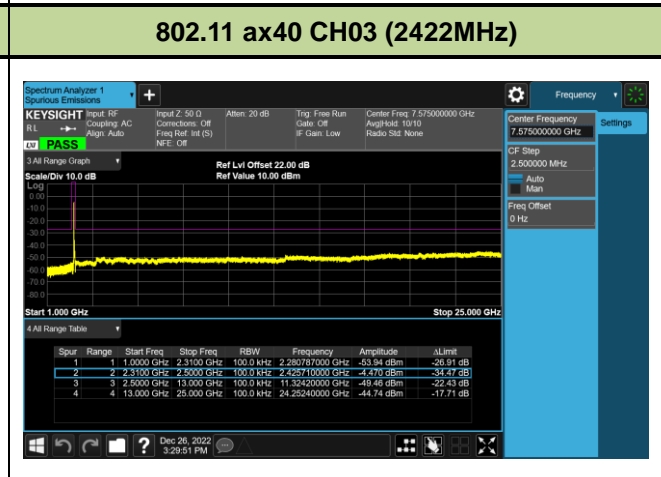 802.11 ax40 CH03 (2422MHz)
Spectrum Analyzer 1
Spurious Emissions
Frequency
KEYSIGHT Input: RF Input Z: 50 Ω Atten: 20 dB Trig: Free Run Center Freq: 7.575000000 GHz
RL Coupling: AC Corrections: Off Gate: Off Avg|Hold: 10/10
Align: Auto Freq Ref: Int (S) IF Gain: Low Radio Std: None
LXI PASS NFE: Off
Center Frequency
7.575000000 GHz
Settings
CF Step
2.500000 MHz
Auto
Man
Freq Offset
0 Hz
3 All Range Graph
Ref Lvl Offset 22.00 dB
Scale/Div 10.0 dB Ref Value 10.00 dBm
Log
0.00
-10.0
-20.0
-30.0
-40.0
-50.0
-60.0
-70.0
-80.0
Start 1.000 GHz Stop 25.000 GHz
4 All Range Table
Spur Range Start Freq Stop Freq RBW Frequency Amplitude ΔLimit
1 1 1.0000 GHz 2.3100 GHz 100.0 kHz 2.280787000 GHz -53.94 dBm -26.91 dB
2 2 2.3100 GHz 2.5000 GHz 100.0 kHz 2.425710000 GHz -4.470 dBm -34.47 dB
3 3 2.5000 GHz 13.000 GHz 100.0 kHz 11.32420000 GHz -49.46 dBm -22.43 dB
4 4 13.000 GHz 25.000 GHz 100.0 kHz 24.25240000 GHz -44.74 dBm -17.71 dB
Dec 26, 2022
3:29:51 PM